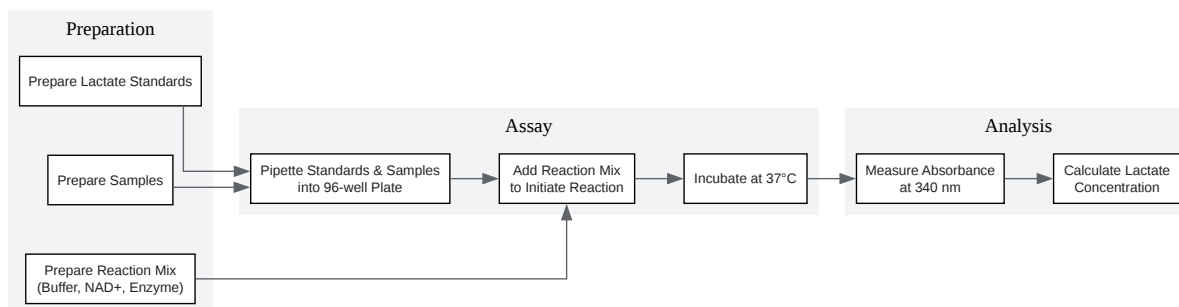 Preparation
Prepare Lactate Standards
Prepare Samples
Prepare Reaction Mix
(Buffer, NAD+, Enzyme)
Assay
Pipette Standards & Samples
into 96-well Plate
Add Reaction Mix
to Initiate Reaction
Incubate at 37°C
Analysis
Measure Absorbance
at 340 nm
Calculate Lactate
Concentration